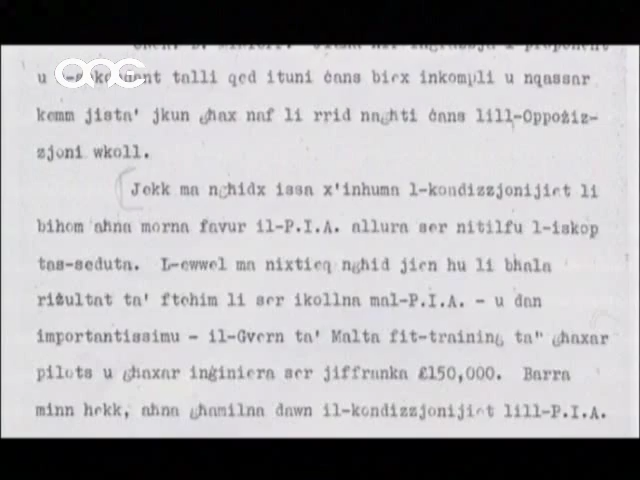 one
u talli qed ituni ċans biex inkompli u nqassar
kemm jista' jkun għax naf li rrid nagħti ċans lill-Oppożiz-
zjoni wkoll.
Jekk ma ngħidx issa x'inhuma l-kondizzjonijiet li
bihom aħna morna favur il-P.I.A. allura ser nitilfu l-iskop
tas-seduta. L-ewwel ma nixtieq ngħid jien hu li bħala
riżultat ta' ftehim li ser ikollna mal-P.I.A. - u dan
importantissimu - il-Gvern ta' Malta fit-training ta" għaxar
pilots u għaxar inġiniera ser jiffranka £150,000. Barra
minn hekk, aħna għamilna dawn il-kondizzjonijiet lill-P.I.A.